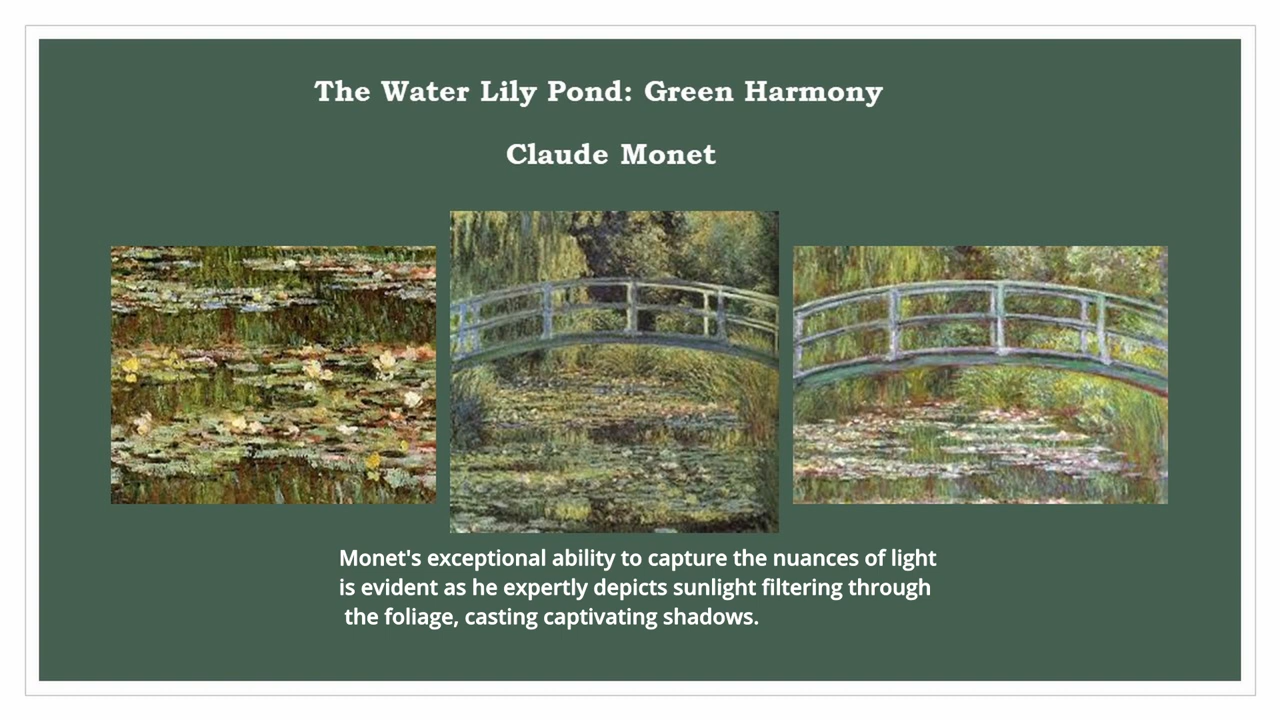 The Water Lily Pond: Green Harmony
Claude Monet
Monet's exceptional ability to capture the nuances of light
is evident as he expertly depicts sunlight filtering through
the foliage, casting captivating shadows.